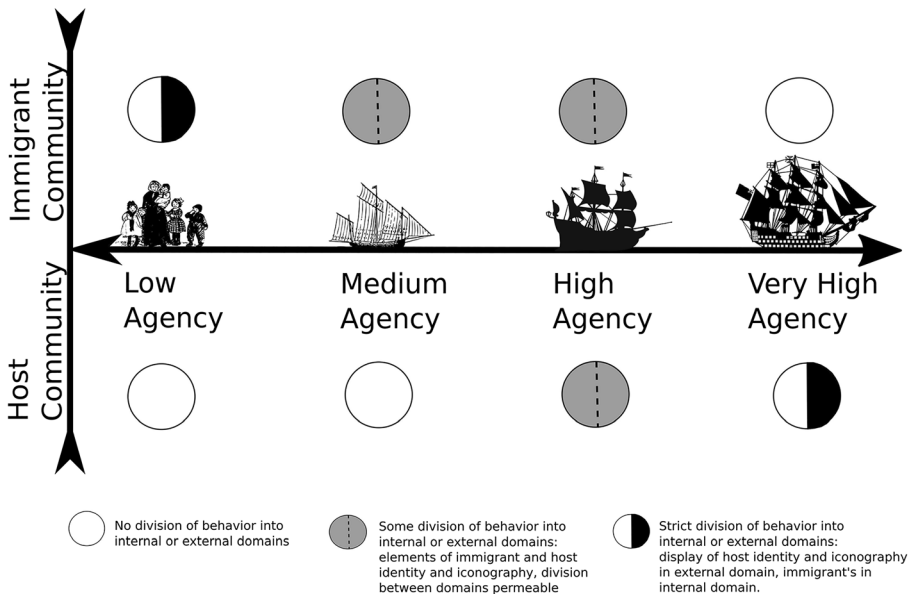 Immigrant
Community
Low
Agency
Medium
Agency
High
Agency
Very High
Agency
Host
Community
No division of behavior into
internal or external domains
Some division of behavior into
internal or external domains:
elements of immigrant and host
identity and iconography, division
between domains permeable
Strict division of behavior into
internal or external domains:
display of host identity and iconography
in external domain, immigrant's in
internal domain.